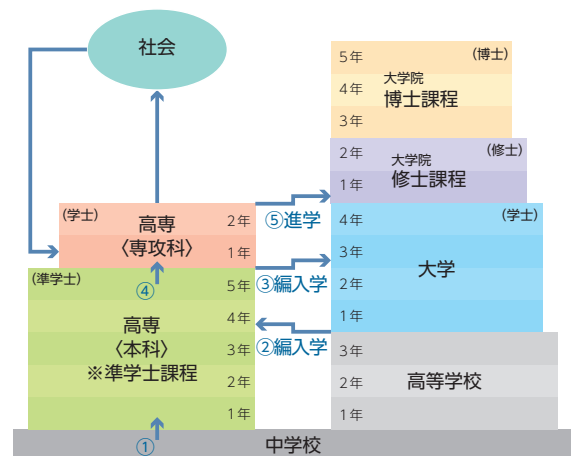 社会
5年
(博士)
4年
大学院
博士課程
3年
2年
大学院
(修士)
1年
修士課程
(学士)
高専
〈専攻科〉
2年
1年
⑤進学
4年
(学士)
3年
大学
2年
1年
(準学士)
④
5年
③編入学
高専
〈本科〉
※準学士課程
4年
3年
2年
1年
②編入学
3年
2年
高等学校
1年
①
中学校